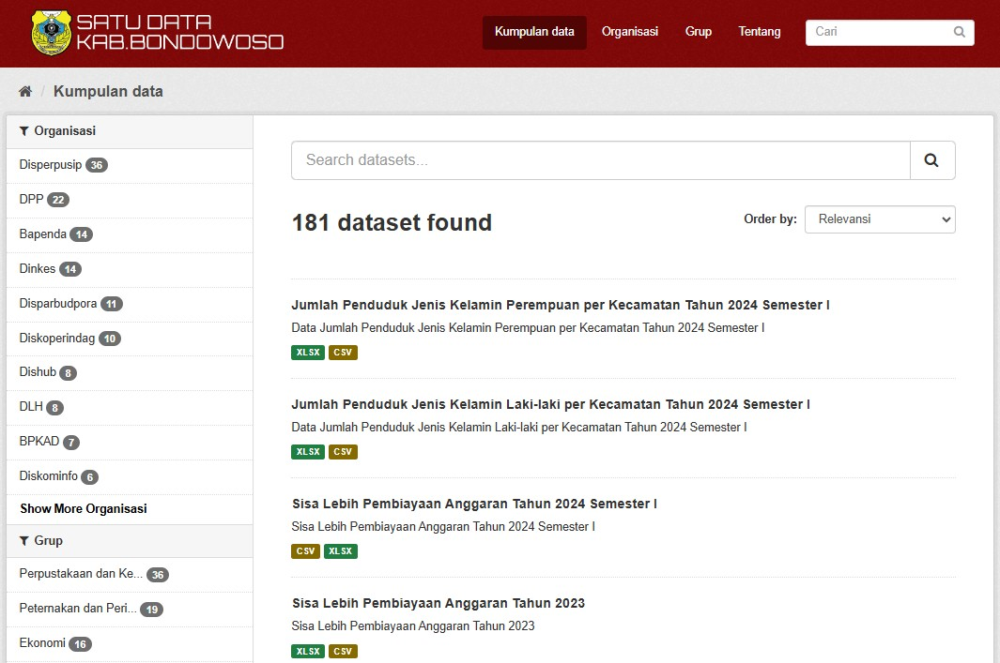 SATU DATA
KAB.BONDOWOSO
Kumpulan data
Organisasi
Grup
Tentang
Cari
/ Kumpulan data
Organisasi
Disperpusip 36
DPP 22
Bapenda 14
Dinkes 14
Disparbudpora 11
Diskoperindag 10
Dishub 8
DLH 8
BPKAD 7
Diskominfo 6
Show More Organisasi
Grup
Perpustakaan dan Ke... 36
Peternakan dan Peri... 19
Ekonomi 16
Search datasets...
181 dataset found
Order by: Relevansi
Jumlah Penduduk Jenis Kelamin Perempuan per Kecamatan Tahun 2024 Semester I
Data Jumlah Penduduk Jenis Kelamin Perempuan per Kecamatan Tahun 2024 Semester I
XLSX CSV
Jumlah Penduduk Jenis Kelamin Laki-laki per Kecamatan Tahun 2024 Semester I
Data Jumlah Penduduk Jenis Kelamin Laki-laki per Kecamatan Tahun 2024 Semester I
XLSX CSV
Sisa Lebih Pembiayaan Anggaran Tahun 2024 Semester I
Sisa Lebih Pembiayaan Anggaran Tahun 2024 Semester I
CSV XLSX
Sisa Lebih Pembiayaan Anggaran Tahun 2023
Sisa Lebih Pembiayaan Anggaran Tahun 2023
XLSX CSV